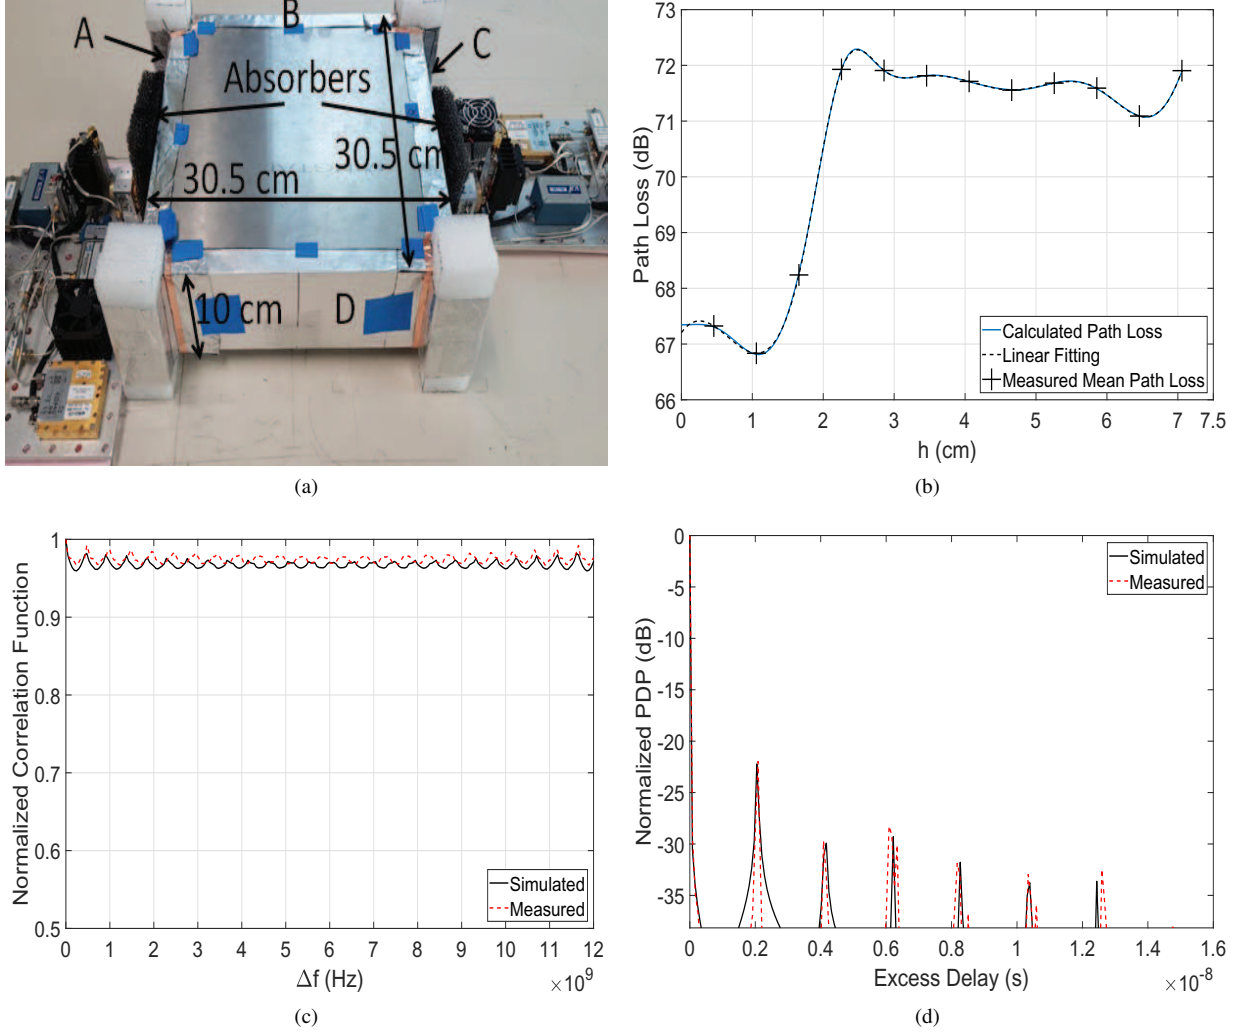 A
B
C
Absorbers
30.5 cm
30.5 cm
10 cm
D
(a)
73
72
71
70
69
68
67
66
0
1
2
3
4
5
6
7
7.5
Path Loss (dB)
h (cm)
Calculated Path Loss
Linear Fitting
Measured Mean Path Loss
(b)
1
0.9
0.8
0.7
0.6
0.5
0
1
2
3
4
5
6
7
8
9
10
11
12
Normalized Correlation Function
Δf (Hz)
×10⁹
Simulated
Measured
(c)
0
-5
-10
-15
-20
-25
-30
-35
0
0.2
0.4
0.6
0.8
1
1.2
1.4
1.6
Normalized PDP (dB)
Excess Delay (s)
×10⁻⁸
Simulated
Measured
(d)